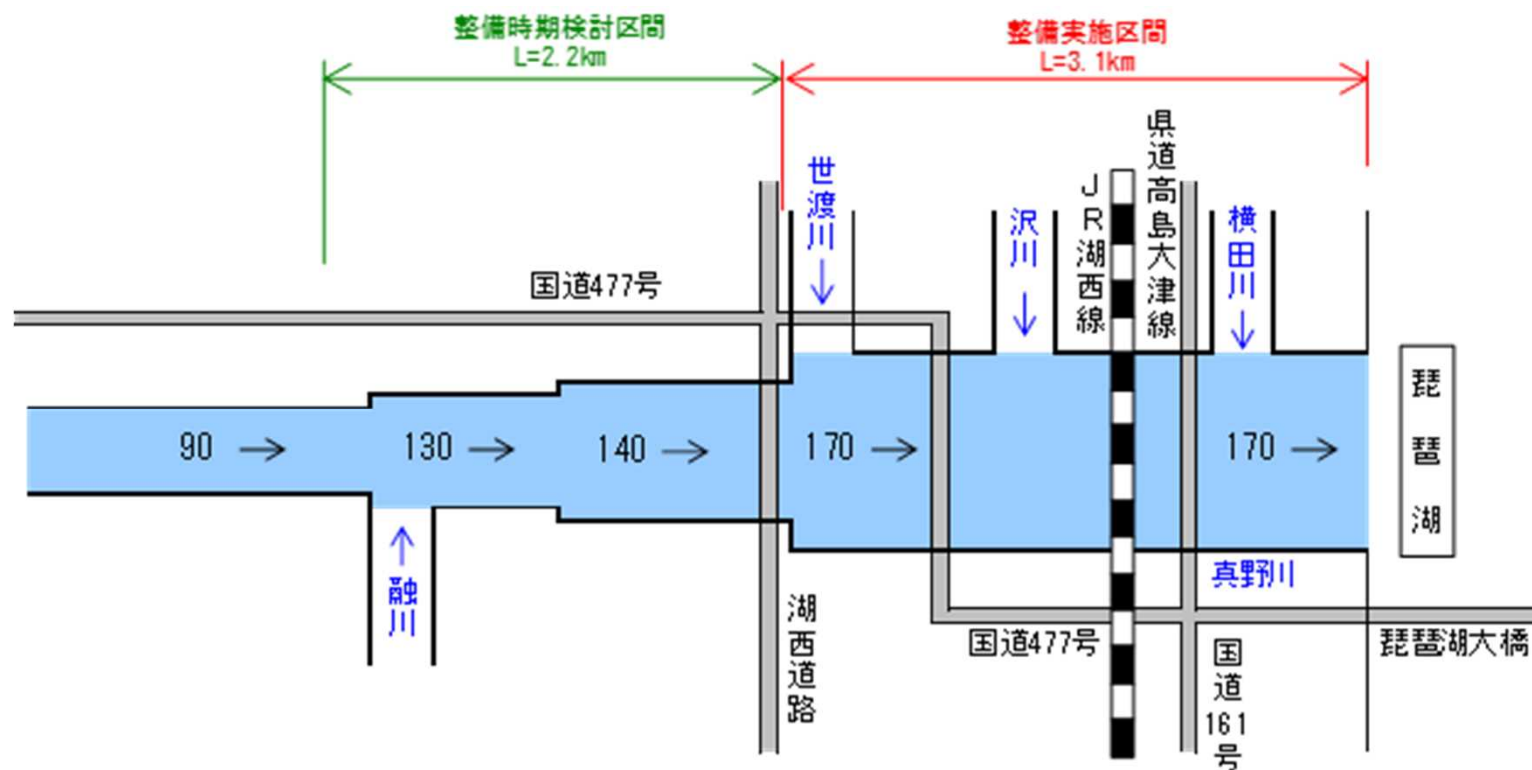 整備時期検討区間
L=2.2km
整備実施区間
L=3.1km
世渡川
沢川
JR湖西線
県道高島大津線
横田川
国道477号
90
130
140
170
170
琵琶湖
融川
真野川
湖西道路
国道477号
国道161号
琵琶湖大橋